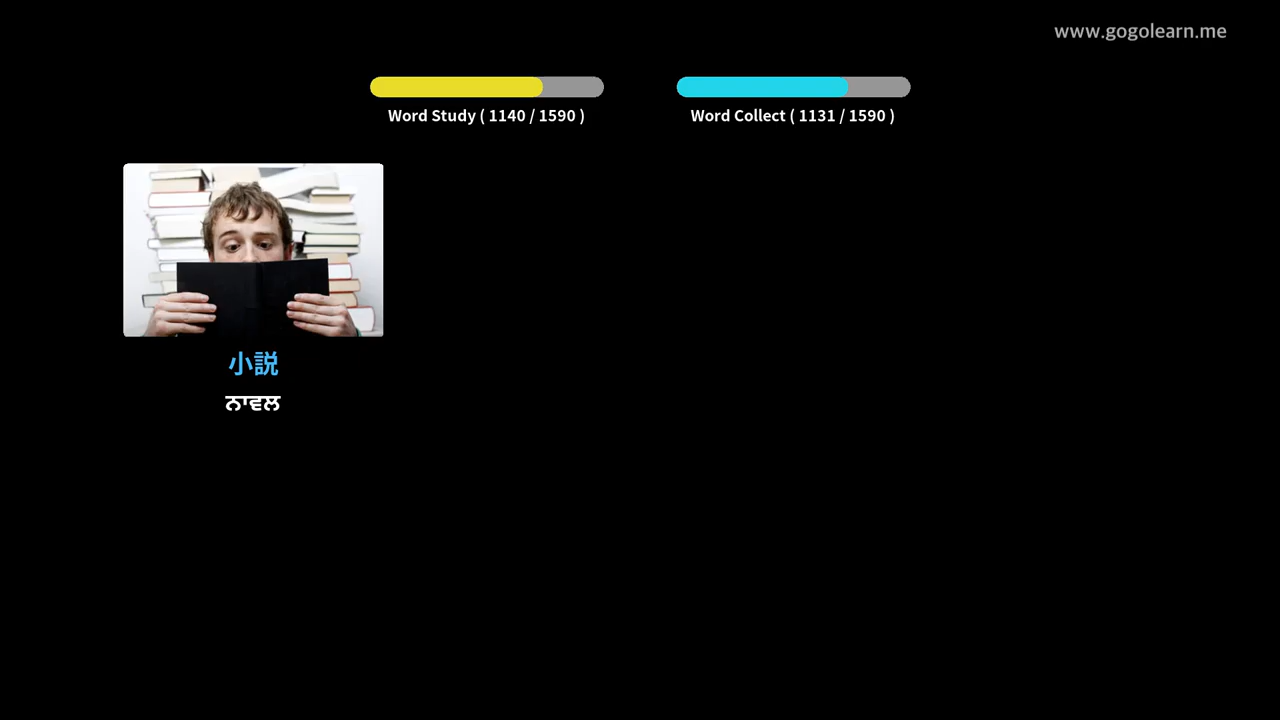 www.gogolearn.me
Word Study ( 1140 / 1590 )
Word Collect ( 1131 / 1590 )
小説
ਨਾਵਲ